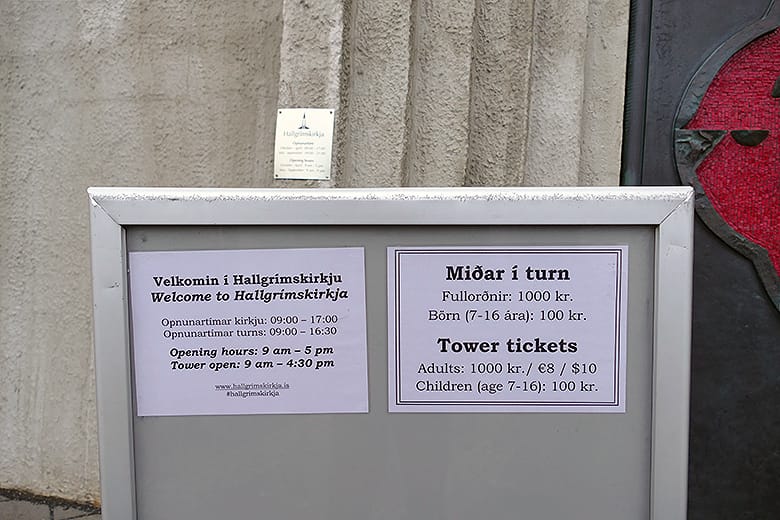 Hallgrímskirkja
Opnunartími
Opening hours
Velkomin í Hallgrímskirkju
Welcome to Hallgrímskirkja
Opnunartímar kirkju: 09:00 – 17:00
Opnunartímar turns: 09:00 – 16:30
Opening hours: 9 am – 5 pm
Tower open: 9 am – 4:30 pm
www.hallgrimskirkja.is
#hallgrimskirkja
Miðar í turn
Fullorðnir: 1000 kr.
Börn (7-16 ára): 100 kr.
Tower tickets
Adults: 1000 kr./ €8 / $10
Children (age 7-16): 100 kr.